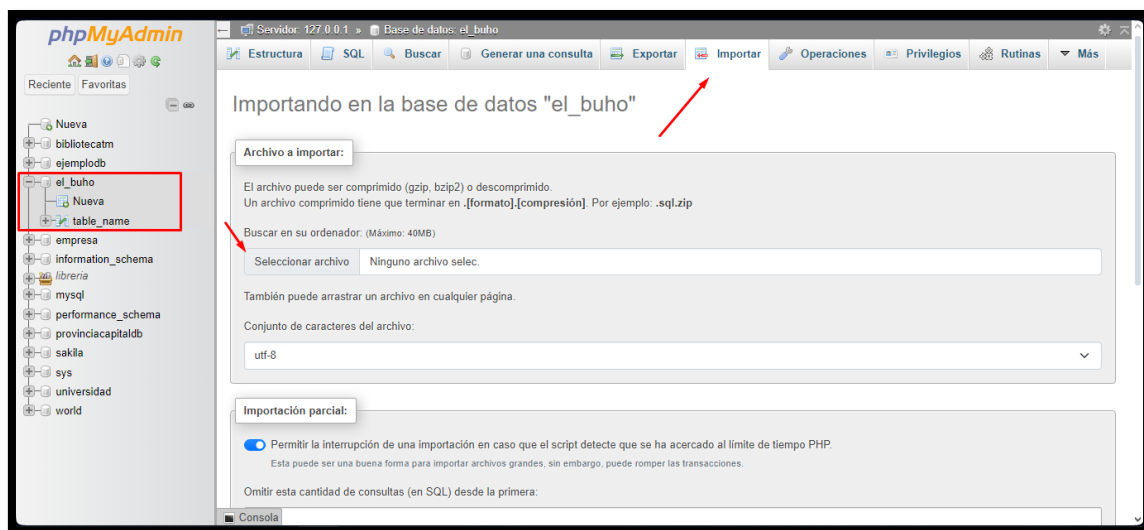 phpMyAdmin
Reciente Favoritas
Nueva
bibliotecatm
ejemplodb
el_buho
Nueva
table_name
empresa
information_schema
libreria
mysql
performance_schema
provinciacapitaldb
sakila
sys
universidad
world
Servidor: 127.0.0.1 » Base de datos: el_buho
Estructura SQL Buscar Generar una consulta Exportar Importar Operaciones Privilegios Rutinas Más
Importando en la base de datos "el_buho"
Archivo a importar:
El archivo puede ser comprimido (gzip, bzip2) o descomprimido.
Un archivo comprimido tiene que terminar en .[formato].[compresión]. Por ejemplo: .sql.zip
Buscar en su ordenador: (Máximo: 40MB)
Seleccionar archivo Ninguno archivo selec.
También puede arrastrar un archivo en cualquier página.
Conjunto de caracteres del archivo:
utf-8
Importación parcial:
Permitir la interrupción de una importación en caso que el script detecte que se ha acercado al límite de tiempo PHP.
Esta puede ser una buena forma para importar archivos grandes, sin embargo, puede romper las transacciones.
Omitir esta cantidad de consultas (en SQL) desde la primera:
Consola